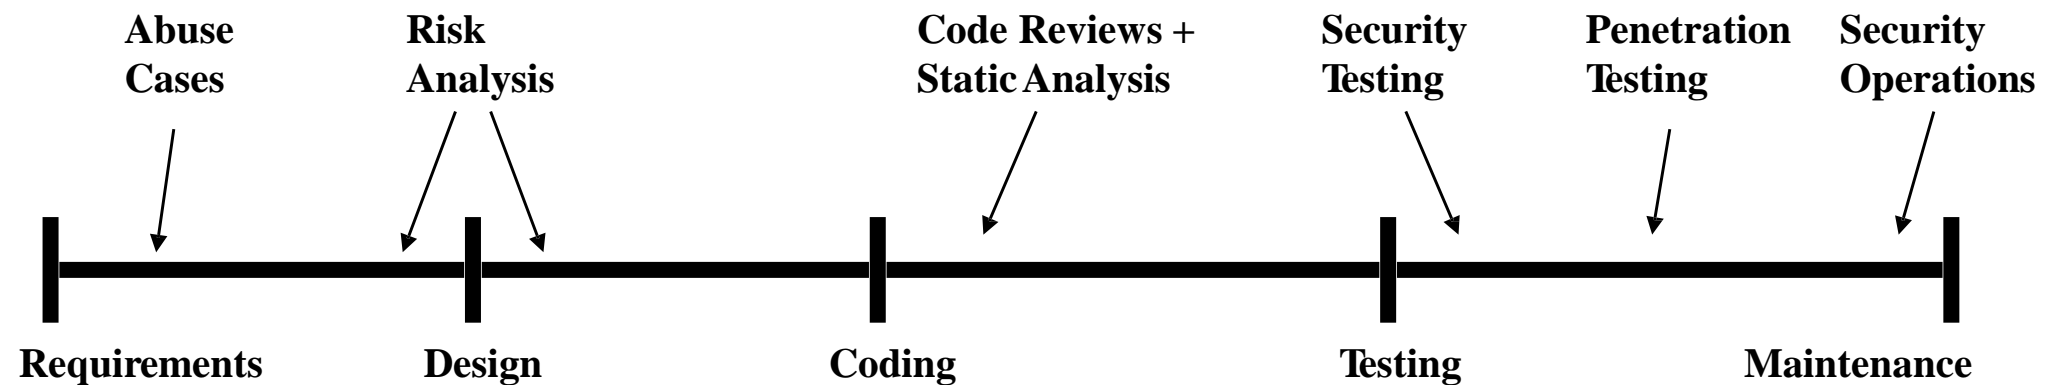 Abuse
Cases
Risk
Analysis
Code Reviews +
Static Analysis
Security
Testing
Penetration
Testing
Security
Operations
Requirements
Design
Coding
Testing
Maintenance